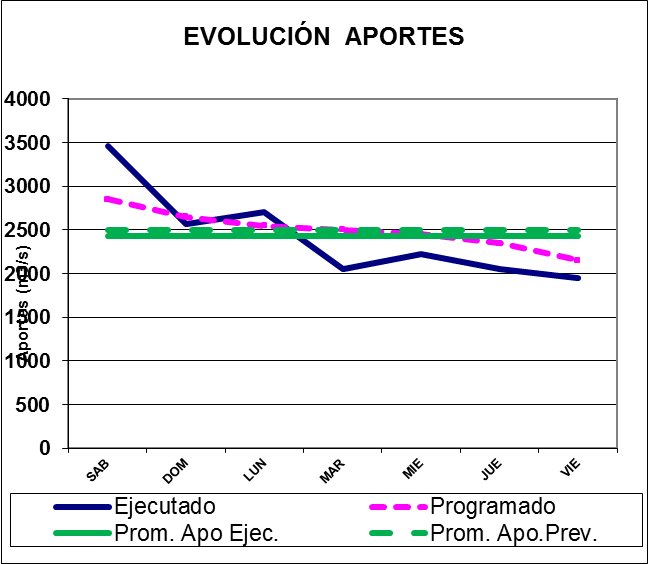 EVOLUCIÓN APORTES
4000
3500
3000
2500
2000
1500
1000
500
0
SAB DOM LUN MAR MIE JUE VIE
Ejecutado Programado
Prom. Apo Ejec. Prom. Apo.Prev.